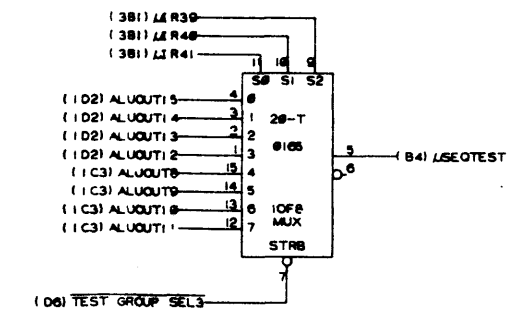 (3B1) µIR39
(3B1) µIR40
(3B1) µIR41
11 10 9
S0 S1 S2
(1D2) ALUOUT15 4 0
(1D2) ALUOUT14 3 1
(1D2) ALUOUT13 2 2
(1D2) ALUOUT12 1 3
(1C3) ALUOUT8 15 4
(1C3) ALUOUT9 14 5
(1C3) ALUOUT10 13 6
(1C3) ALUOUT11 12 7
20-T
0165
1OF8
MUX
STRB
5 (B4) µSEQTEST
6
7
(D6) TEST GROUP SEL3